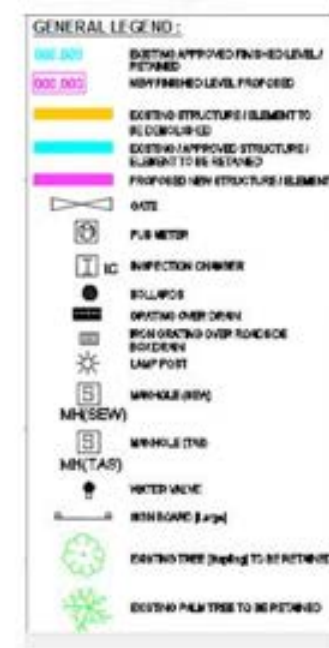 GENERAL LEGEND :
000.000 EXISTING APPROVED FINISHED LEVEL /
RETAINED
000.000 NEW FINISHED LEVEL PROPOSED
EXISTING STRUCTURE / ELEMENT TO
BE DEMOLISHED
EXISTING / APPROVED STRUCTURE /
ELEMENT TO BE RETAINED
PROPOSED NEW STRUCTURE / ELEMENT
GATE
PUB METER
I IC INSPECTION CHAMBER
BOLLARDS
GRATING OVER DRAIN
IRON GRATING OVER ROADSIDE
BOXDRAIN
LAMP POST
S MANHOLE (SEW)
MH(SEW)
S MANHOLE (TAS)
MH(TAS)
WATER VALVE
SIGN BOARD [Large]
EXISTING TREE [Sapling] TO BE RETAINED
EXISTING PALM TREE TO BE RETAINED